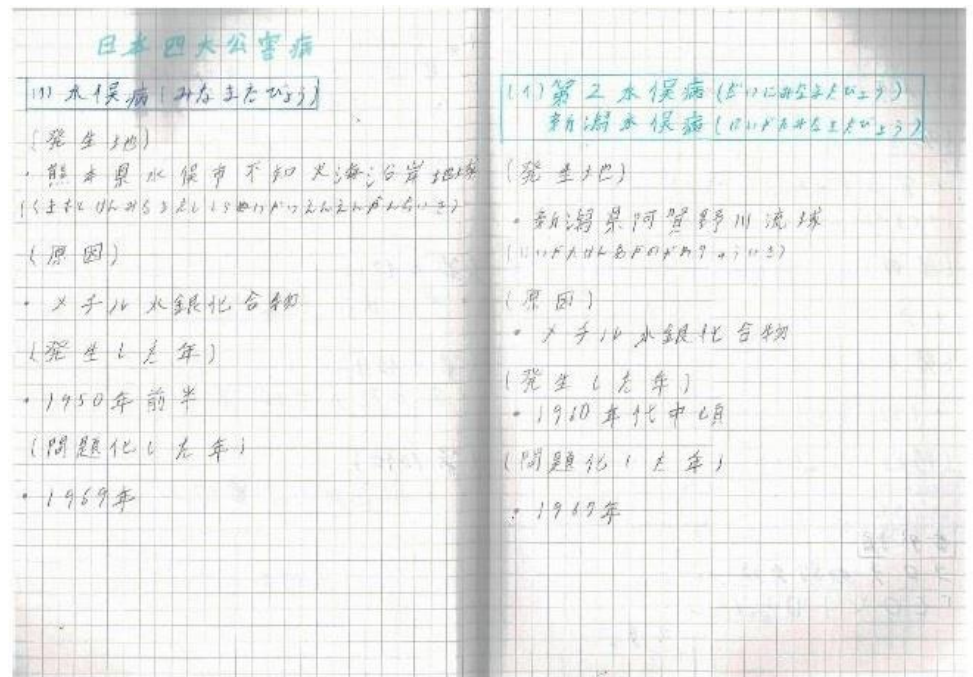 日本四大公害病
(1) 水俣病(みなまたびょう)
(発生地)
・熊本県水俣市不知火海沿岸地域
(くまもとけんみなまたししらぬいかいえんがんちいき)
(原因)
・メチル水銀化合物
(発生した年)
・1950年前半
(問題化した年)
・1969年
(1) 第2水俣病(だいにみなまたびょう)
新潟水俣病(にいがたみなまたびょう)
(発生地)
・新潟県阿賀野川流域
(にいがたけんあがのがわりゅういき)
(原因)
・メチル水銀化合物
(発生した年)
・1960年代中頃
(問題化した年)
・1967年